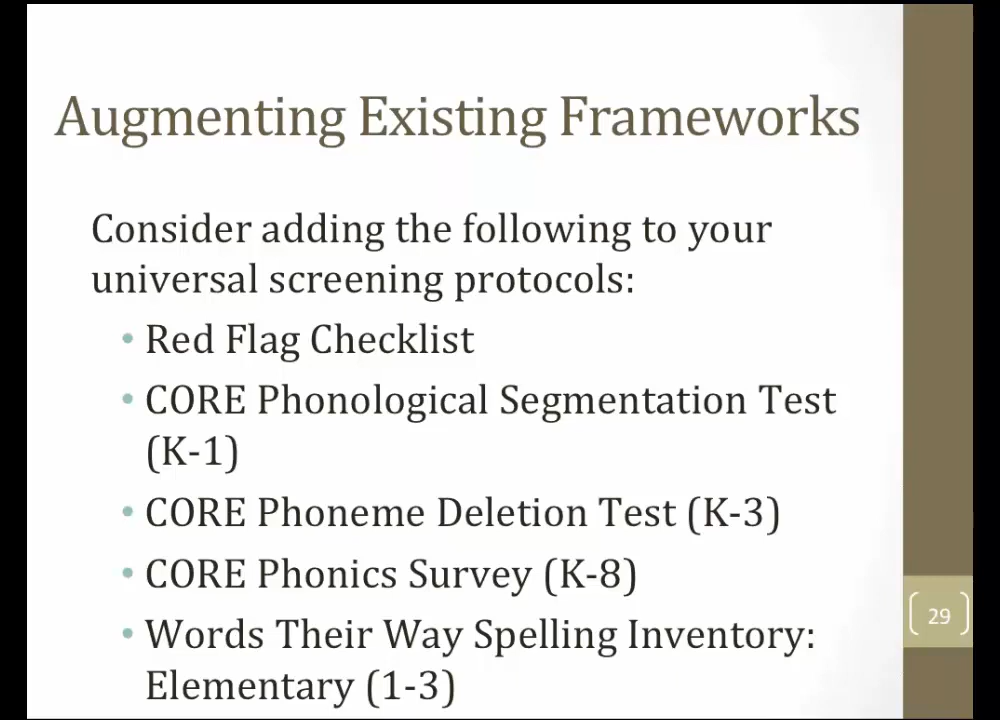 Augmenting Existing Frameworks
Consider adding the following to your
universal screening protocols:
• Red Flag Checklist
• CORE Phonological Segmentation Test
(K-1)
• CORE Phoneme Deletion Test (K-3)
• CORE Phonics Survey (K-8)
• Words Their Way Spelling Inventory:
Elementary (1-3)
29